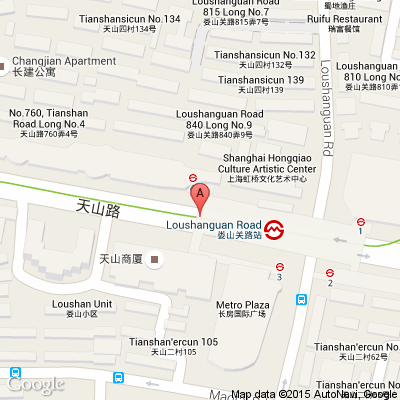 Tianshansicun No.134
天山四村134号
Loushanguan Road
815 Long No.7
娄山关路815弄7号
蜀地渔庄
Ruifu Restaurant
瑞富餐馆
Changjian Apartment
长建公寓
Tianshansicun No.132
天山四村132号
Tianshansicun 139
天山四村139号
Loushanguan
810 Long No.
娄山关路810弄
Loushanguan Rd
No.760, Tianshan
Road Long No.4
天山路760弄4号
Loushanguan Road
840 Long No.9
娄山关路840弄9号
Shanghai Hongqiao
Culture Artistic Center
上海虹桥文化艺术中心
A
天山路
Loushanguan Road
娄山关路站
1
天山商厦
3
2
Loushan Unit
娄山小区
Metro Plaza
长房国际广场
Tianshan'ercun 105
天山二村105号
Tianshan'ercun No.
天山二村62号
Tianshan'ercun No.
Map data ©2015 AutoNavi, Google